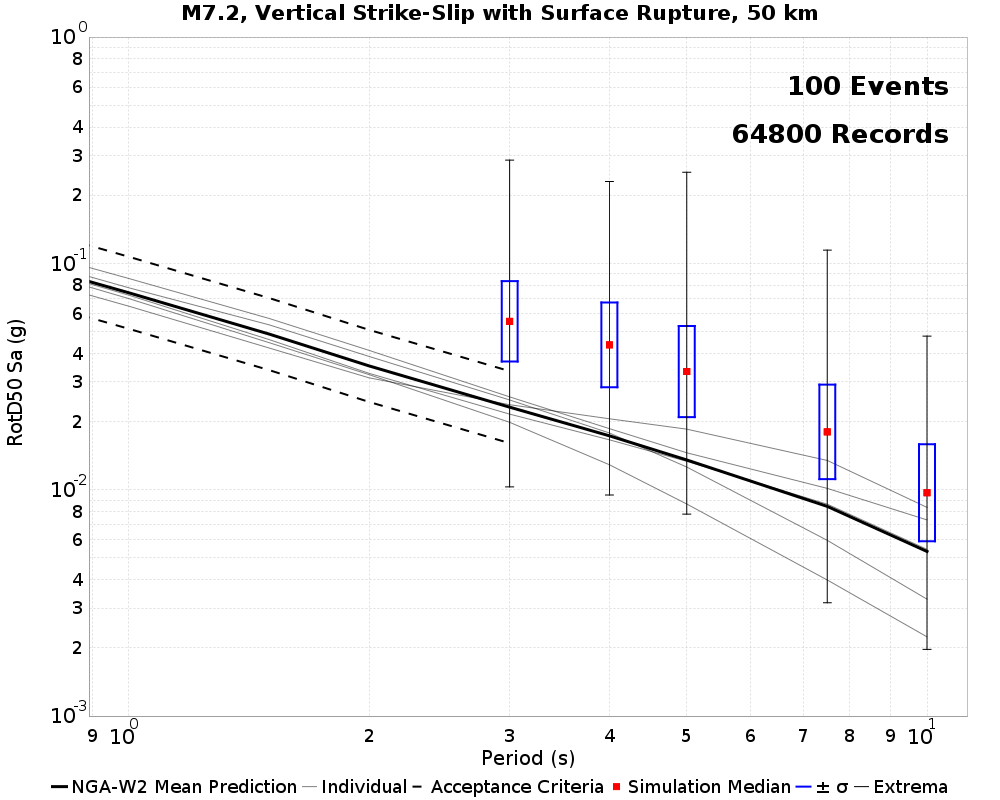 M7.2, Vertical Strike-Slip with Surface Rupture, 50 km
100 Events
64800 Records
RotD50 Sa (g)
10^0
8
6
4
3
2
10^-1
8
6
4
3
2
10^-2
8
6
4
3
2
10^-3
9 10^0 2 3 4 5 6 7 8 9 10^1
Period (s)
NGA-W2 Mean Prediction Individual Acceptance Criteria Simulation Median ± σ Extrema